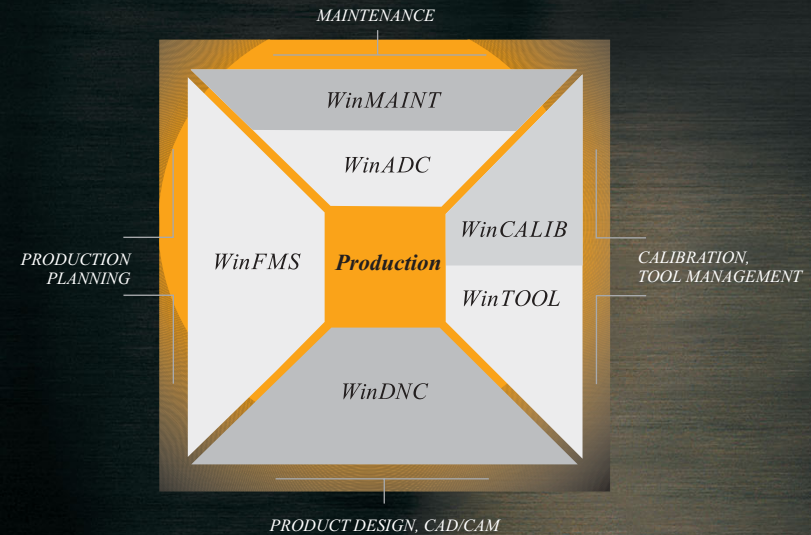 MAINTENANCE
WinMAINT
WinADC
WinCALIB
PRODUCTION
PLANNING
WinFMS
Production
CALIBRATION,
TOOL MANAGEMENT
WinTOOL
WinDNC
PRODUCT DESIGN, CAD/CAM